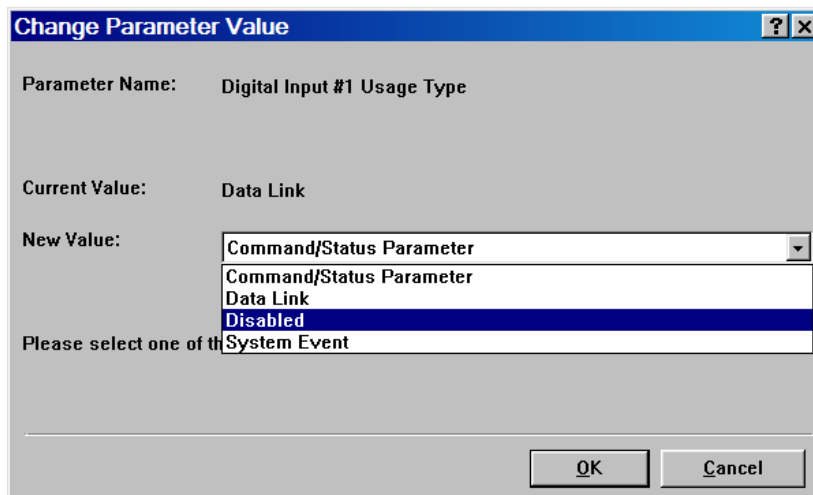 Change Parameter Value
Parameter Name: Digital Input #1 Usage Type
Current Value: Data Link
New Value: Command/Status Parameter
Command/Status Parameter
Data Link
Disabled
System Event
Please select one of
OK Cancel